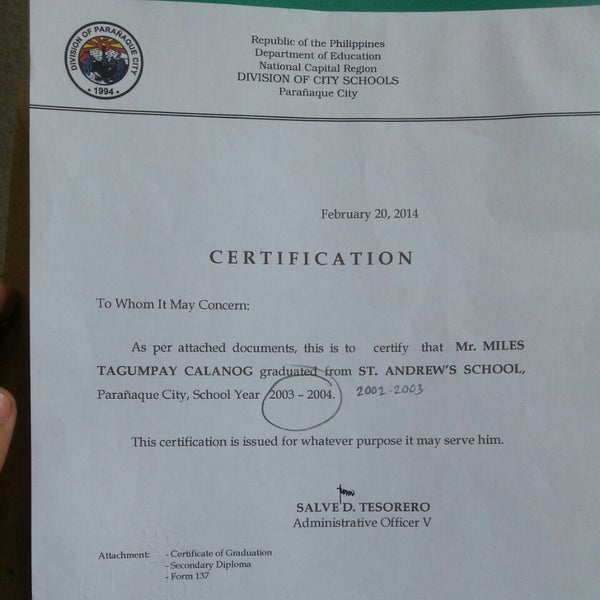 DIVISION OF PARAÑAQUE CITY
• 1994 •
Republic of the Philippines
Department of Education
National Capital Region
DIVISION OF CITY SCHOOLS
Parañaque City
February 20, 2014
CERTIFICATION
To Whom It May Concern:
As per attached documents, this is to certify that Mr. MILES
TAGUMPAY CALANOG graduated from ST. ANDREW'S SCHOOL,
Parañaque City, School Year 2003 – 2004. 2002-2003
This certification is issued for whatever purpose it may serve him.
SALVE D. TESORERO
Administrative Officer V
Attachment: - Certificate of Graduation
- Secondary Diploma
- Form 137